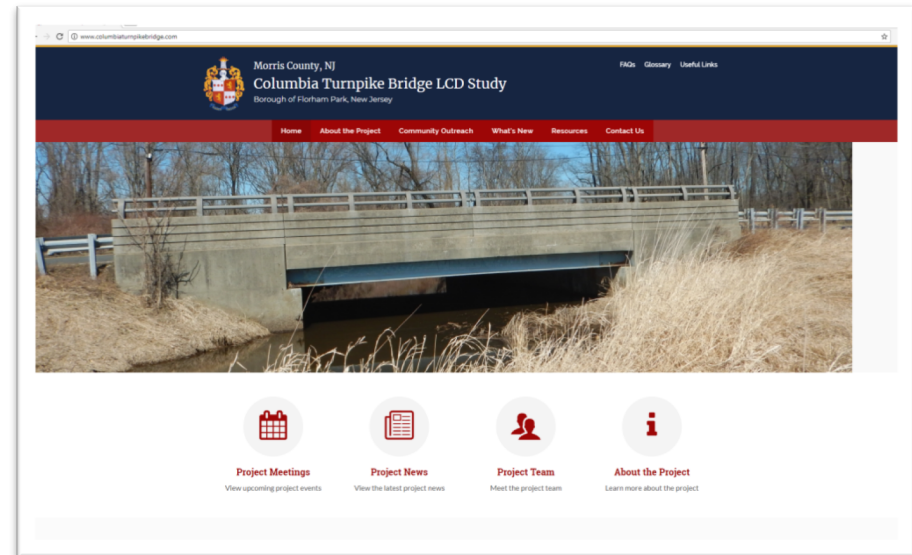 www.columbiaturnpikebridge.com
Morris County, NJ
FAQs Glossary Useful Links
Columbia Turnpike Bridge LCD Study
Borough of Florham Park, New Jersey
Home About the Project Community Outreach What's New Resources Contact Us
Project Meetings Project News Project Team About the Project
View upcoming project events View the latest project news Meet the project team Learn more about the project